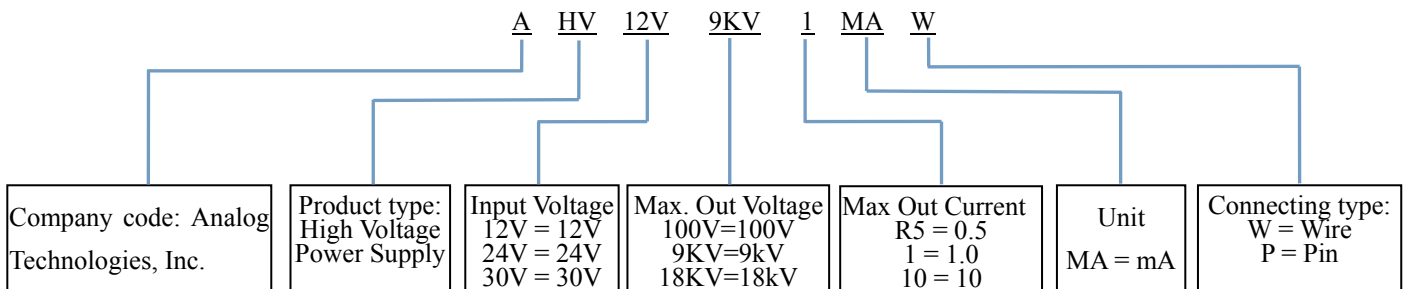 A HV 12V 9KV 1 MA W
Company code: Analog
Technologies, Inc.
Product type:
High Voltage
Power Supply
Input Voltage
12V = 12V
24V = 24V
30V = 30V
Max. Out Voltage
100V=100V
9KV=9kV
18KV=18kV
Max Out Current
R5 = 0.5
1 = 1.0
10 = 10
Unit
MA = mA
Connecting type:
W = Wire
P = Pin